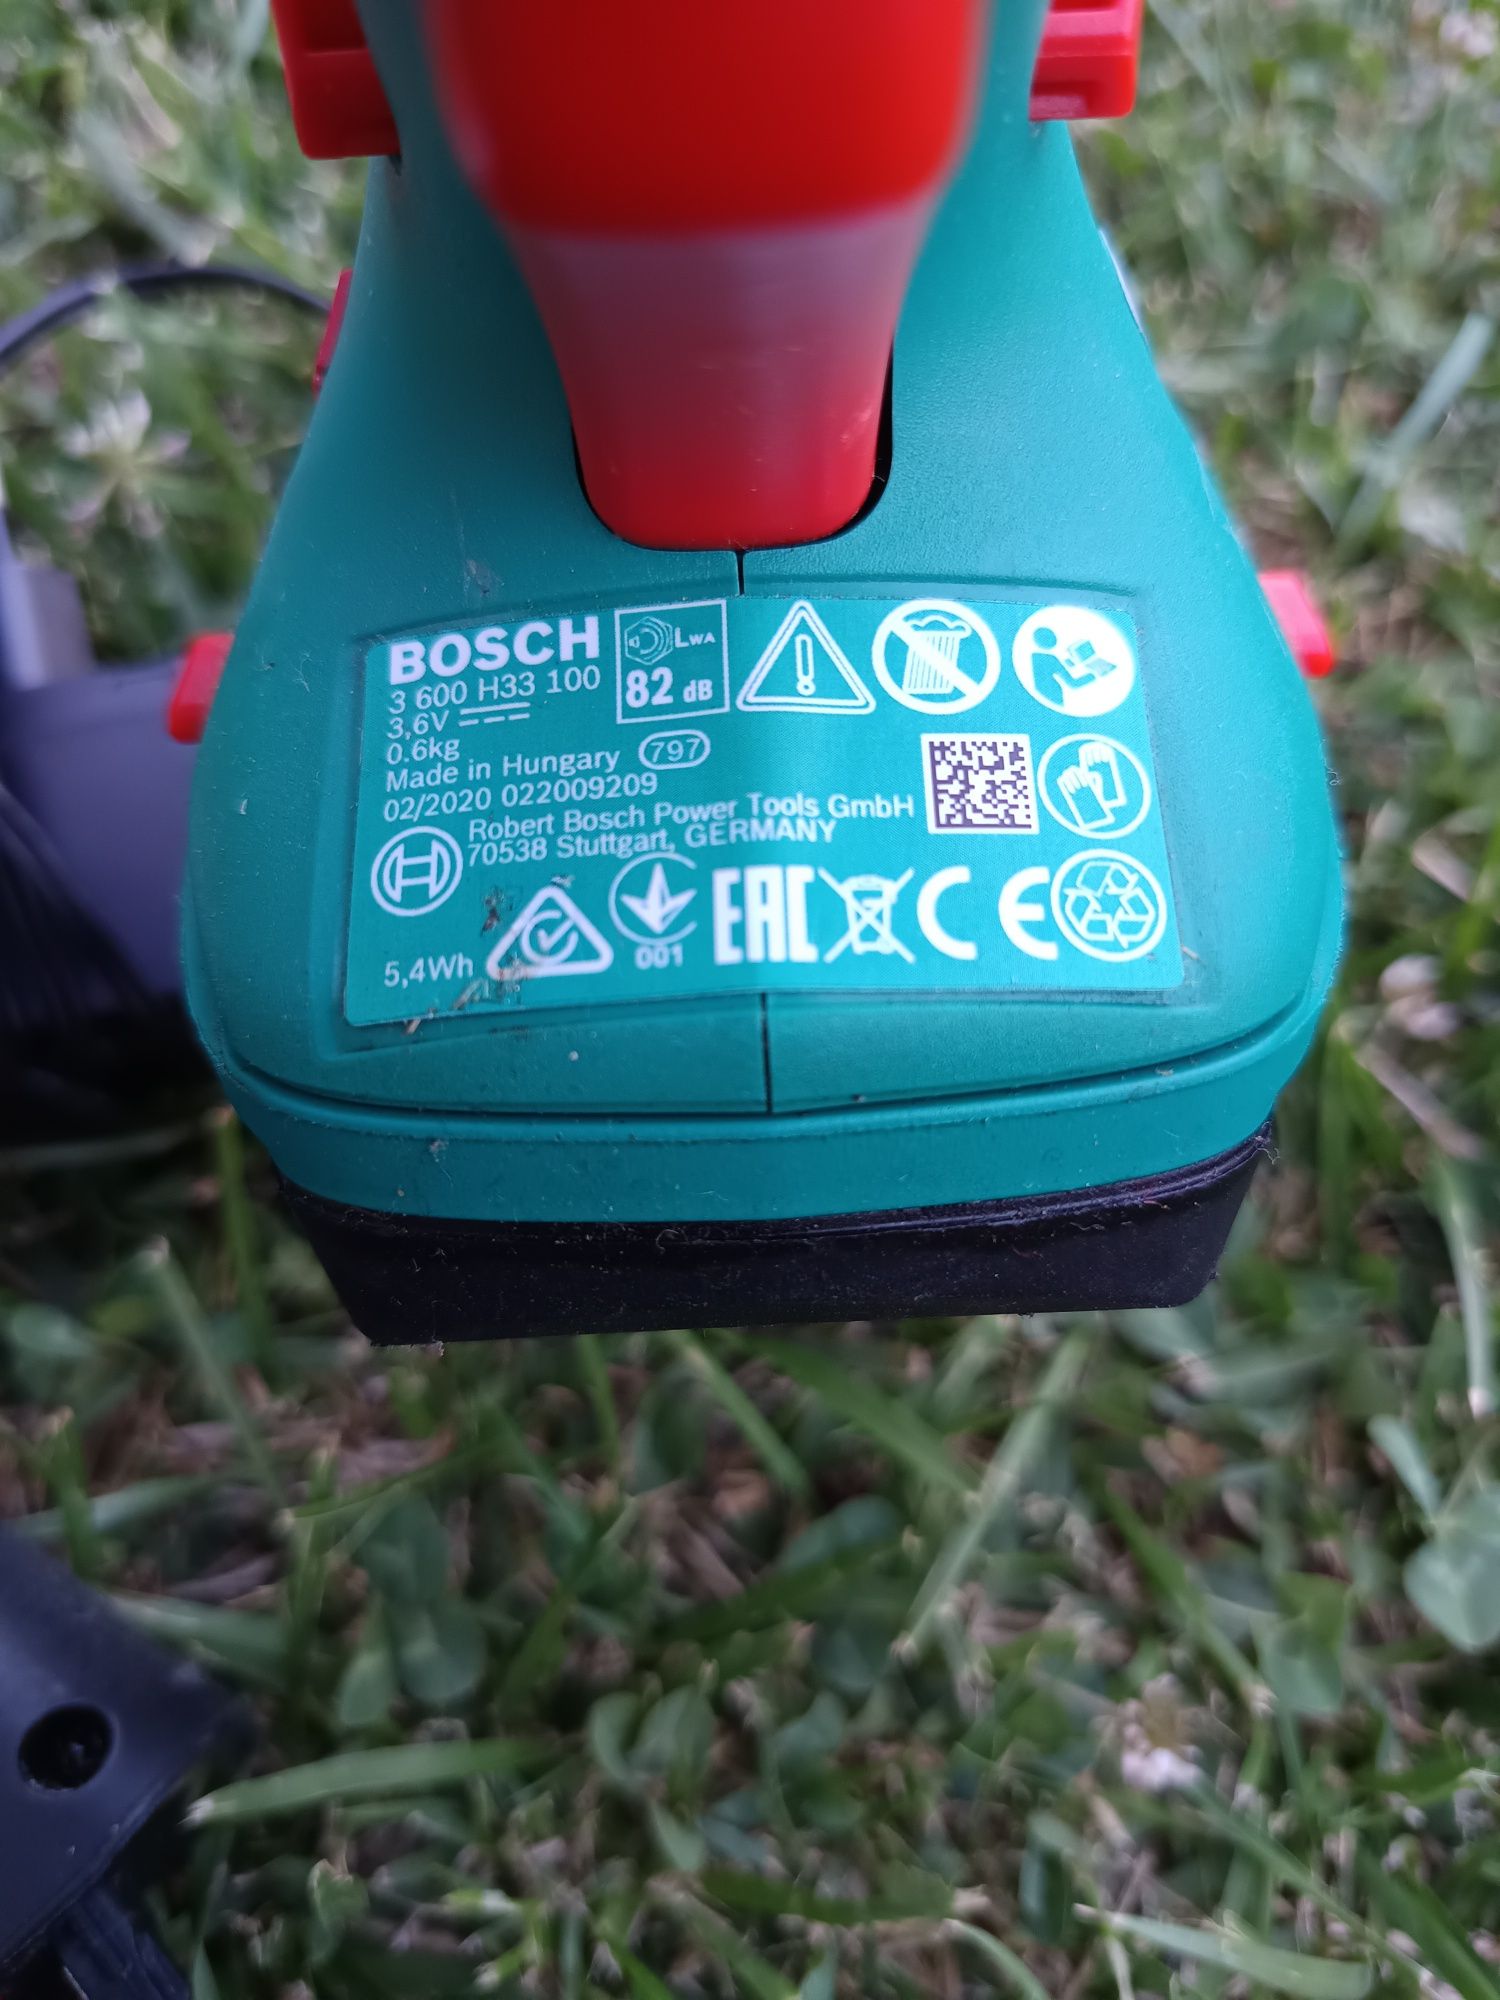 BOSCH
3 600 H33 100
3,6V
0.6kg
Made in Hungary 797
02/2020 022009209
Robert Bosch Power Tools GmbH
70538 Stuttgart, GERMANY
LWA
82 dB
5,4Wh
001
EAC
CE